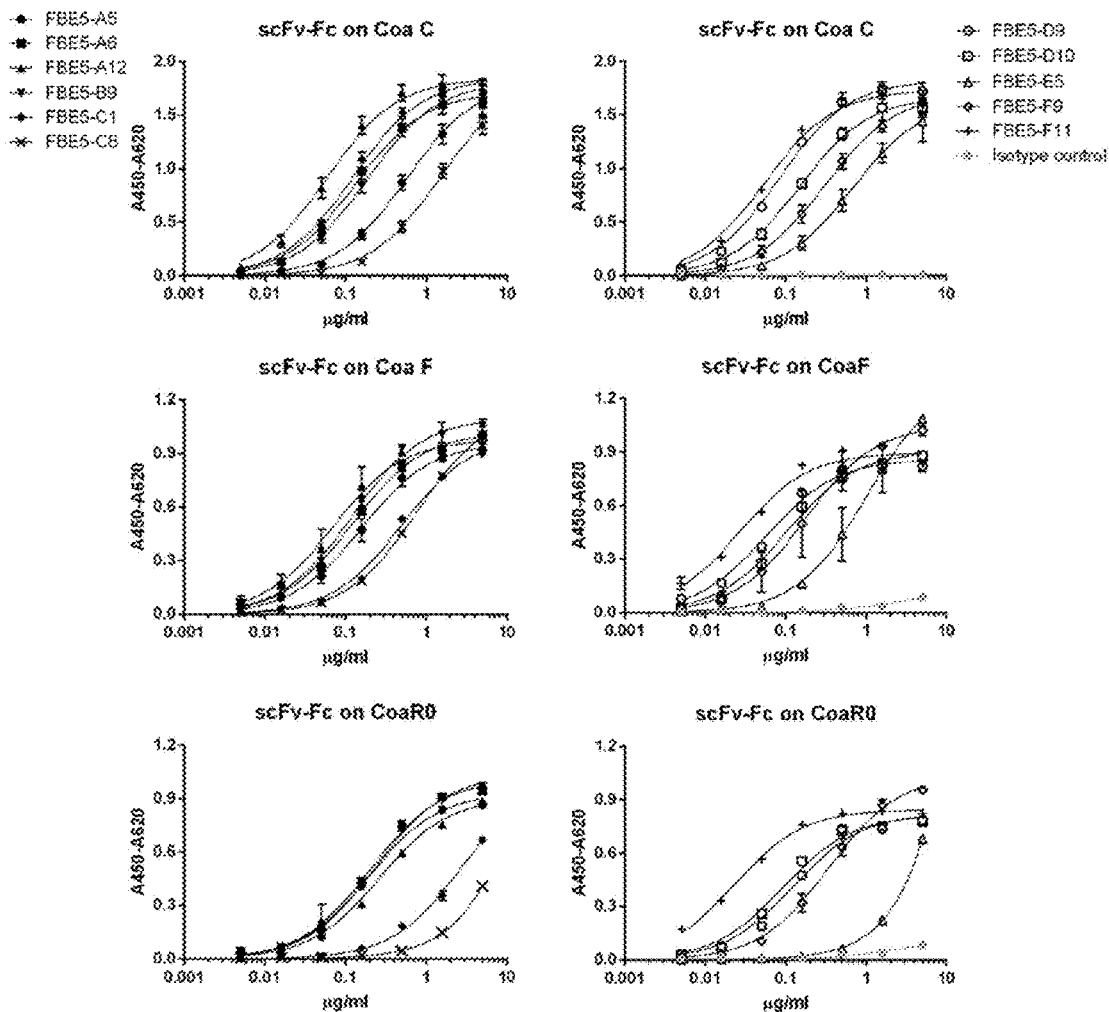 FBE5-A5
FBE5-A6
FBE5-A12
FBE5-B9
FBE5-C1
FBE5-C8
scFv-Fc on Coa C
A450-A620
2.0
1.5
1.0
0.5
0.0
0.001
0.01
0.1
1
10
µg/ml
scFv-Fc on Coa C
A450-A620
2.0
1.5
1.0
0.5
0.0
0.001
0.01
0.1
1
10
µg/ml
FBE5-D9
FBE5-D10
FBE5-E5
FBE5-F9
FBE5-F11
Isotype control
scFv-Fc on Coa F
A450-A620
1.2
0.9
0.6
0.3
0.0
0.001
0.01
0.1
1
10
µg/ml
scFv-Fc on CoaF
A450-A620
1.2
0.9
0.6
0.3
0.0
0.001
0.01
0.1
1
10
µg/ml
scFv-Fc on CoaR0
A450-A620
1.2
0.9
0.6
0.3
0.0
0.001
0.01
0.1
1
10
µg/ml
scFv-Fc on CoaR0
A450-A620
1.2
0.9
0.6
0.3
0.0
0.001
0.01
0.1
1
10
µg/ml